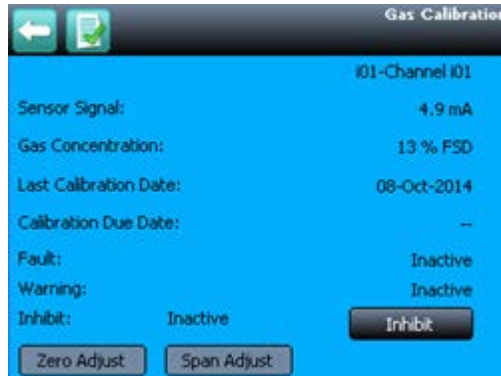 Gas Calibration
i01-Channel i01
Sensor Signal: 4.9 mA
Gas Concentration: 13 % FSD
Last Calibration Date: 08-Oct-2014
Calibration Due Date: --
Fault: Inactive
Warning: Inactive
Inhibit: Inactive Inhibit
Zero Adjust Span Adjust